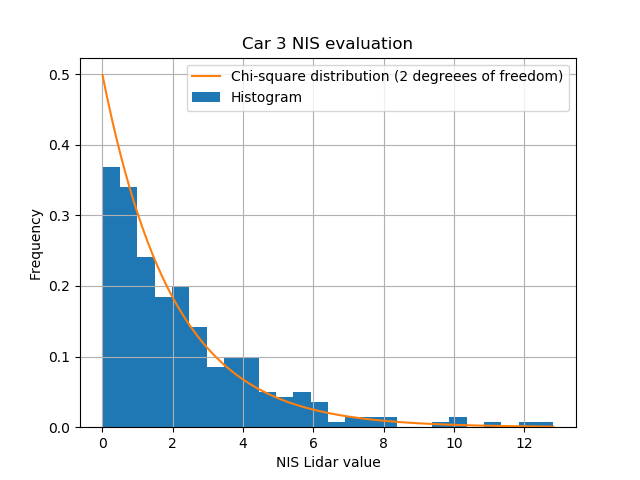 Car 3 NIS evaluation
Chi-square distribution (2 degreees of freedom)
Histogram
Frequency
0.5
0.4
0.3
0.2
0.1
0.0
0 2 4 6 8 10 12
NIS Lidar value